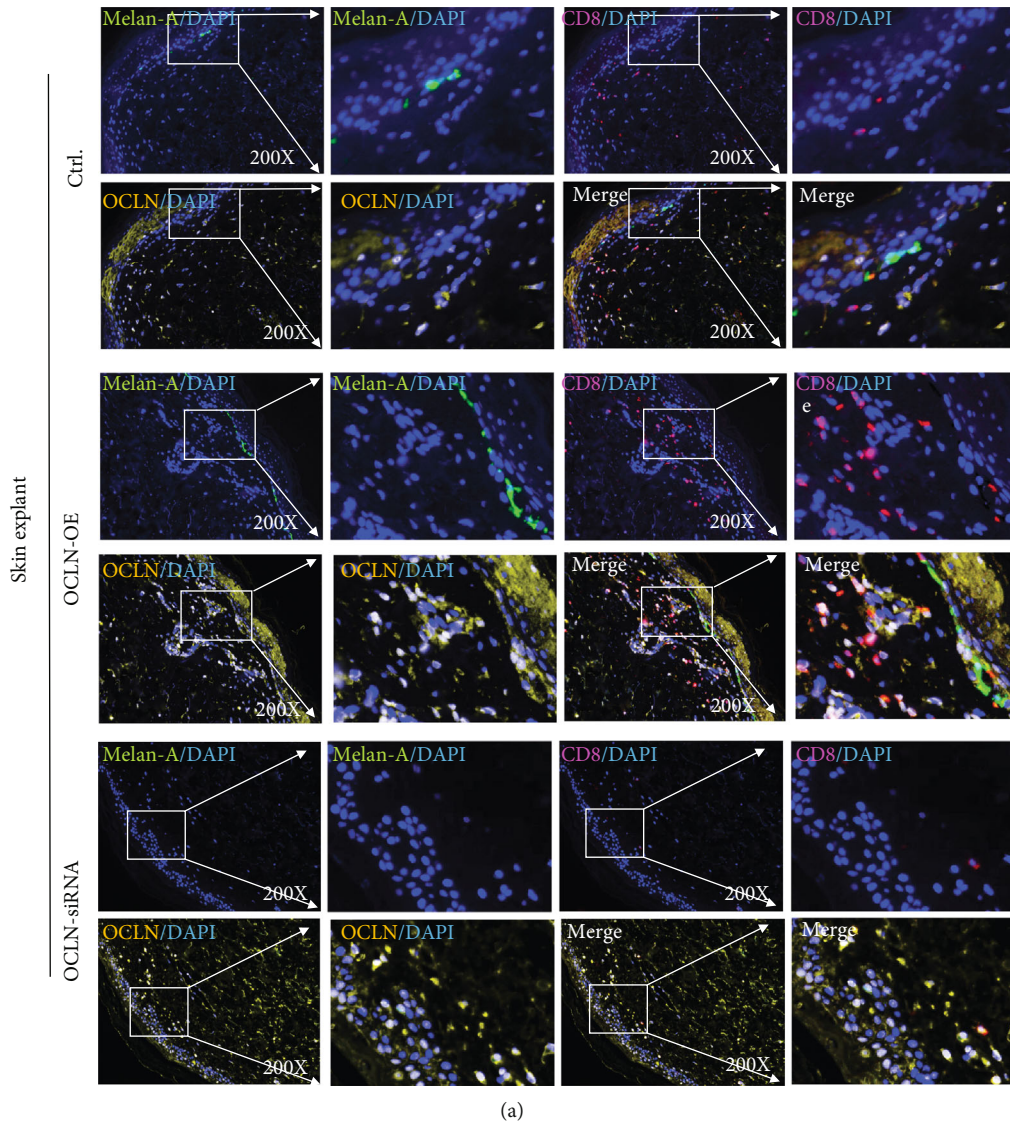 Skin explant
Ctrl.
Melan-A/DAPI
200X
Melan-A/DAPI
CD8/DAPI
200X
CD8/DAPI
OCLN/DAPI
200X
OCLN/DAPI
Merge
200X
Merge
OCLN-OE
Melan-A/DAPI
200X
Melan-A/DAPI
CD8/DAPI
200X
CD8/DAPI
e
OCLN/DAPI
200X
OCLN/DAPI
Merge
200X
Merge
OCLN-siRNA
Melan-A/DAPI
200X
Melan-A/DAPI
CD8/DAPI
200X
CD8/DAPI
OCLN/DAPI
200X
OCLN/DAPI
Merge
200X
Merge
(a)